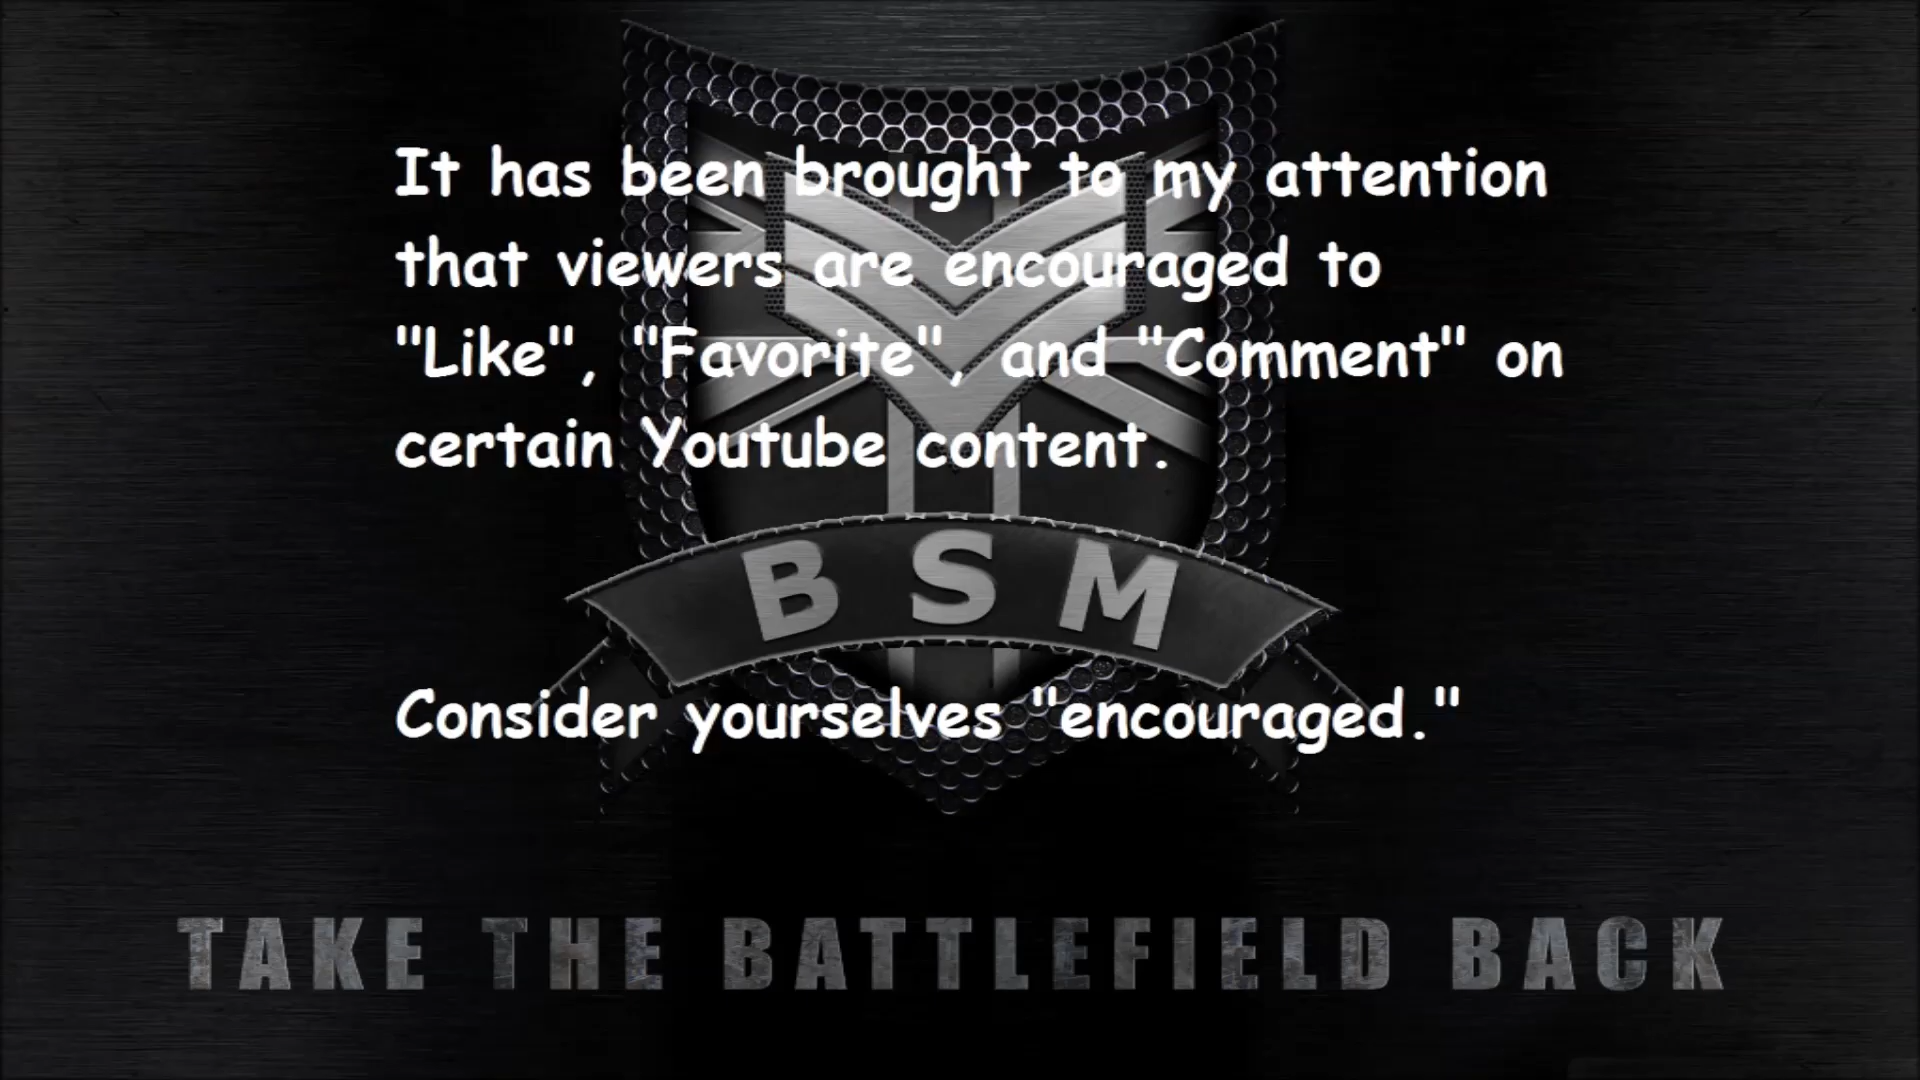 It has been brought to my attention
that viewers are encouraged to
"Like", "Favorite", and "Comment" on
certain Youtube content.
BSM
Consider yourselves "encouraged."
TAKE THE BATTLEFIELD BACK